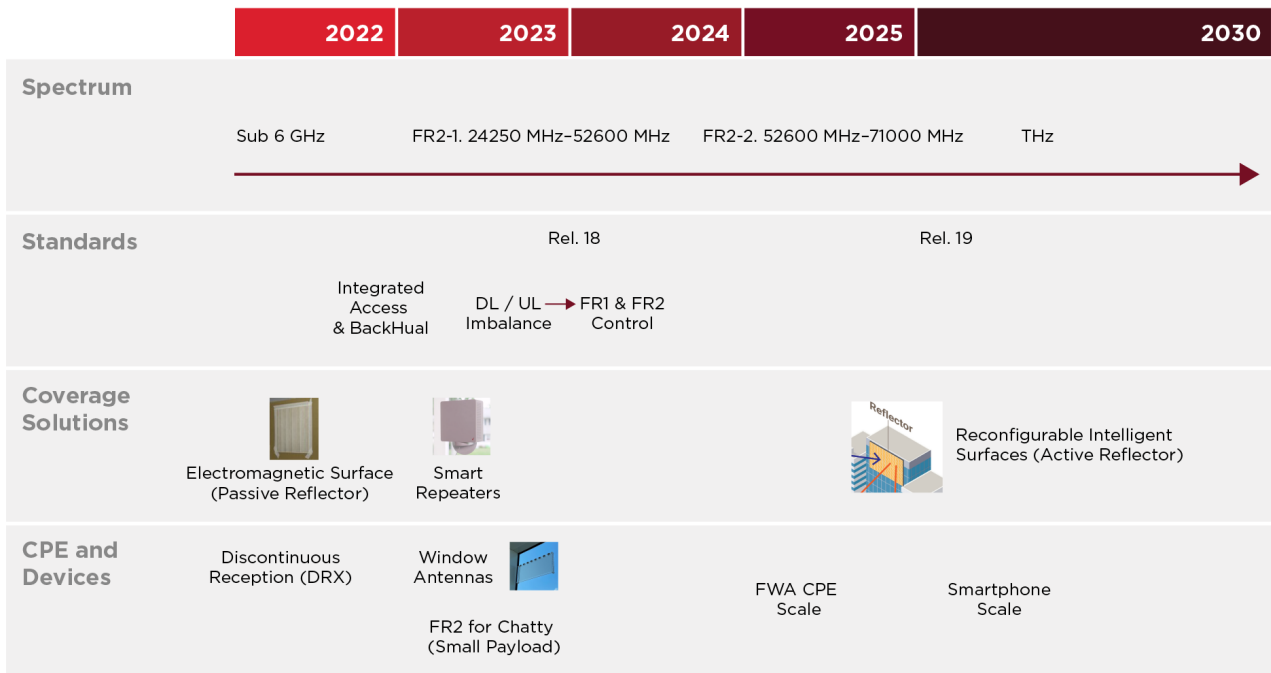 2022 2023 2024 2025 2030
Spectrum
Sub 6 GHz FR2-1. 24250 MHz–52600 MHz FR2-2. 52600 MHz–71000 MHz THz
Standards
Rel. 18 Rel. 19
Integrated
Access
& BackHual
DL / UL
Imbalance
FR1 & FR2
Control
Coverage
Solutions
Electromagnetic Surface
(Passive Reflector)
Smart
Repeaters
Reflector
Reconfigurable Intelligent
Surfaces (Active Reflector)
CPE and
Devices
Discontinuous
Reception (DRX)
Window
Antennas
FR2 for Chatty
(Small Payload)
FWA CPE
Scale
Smartphone
Scale